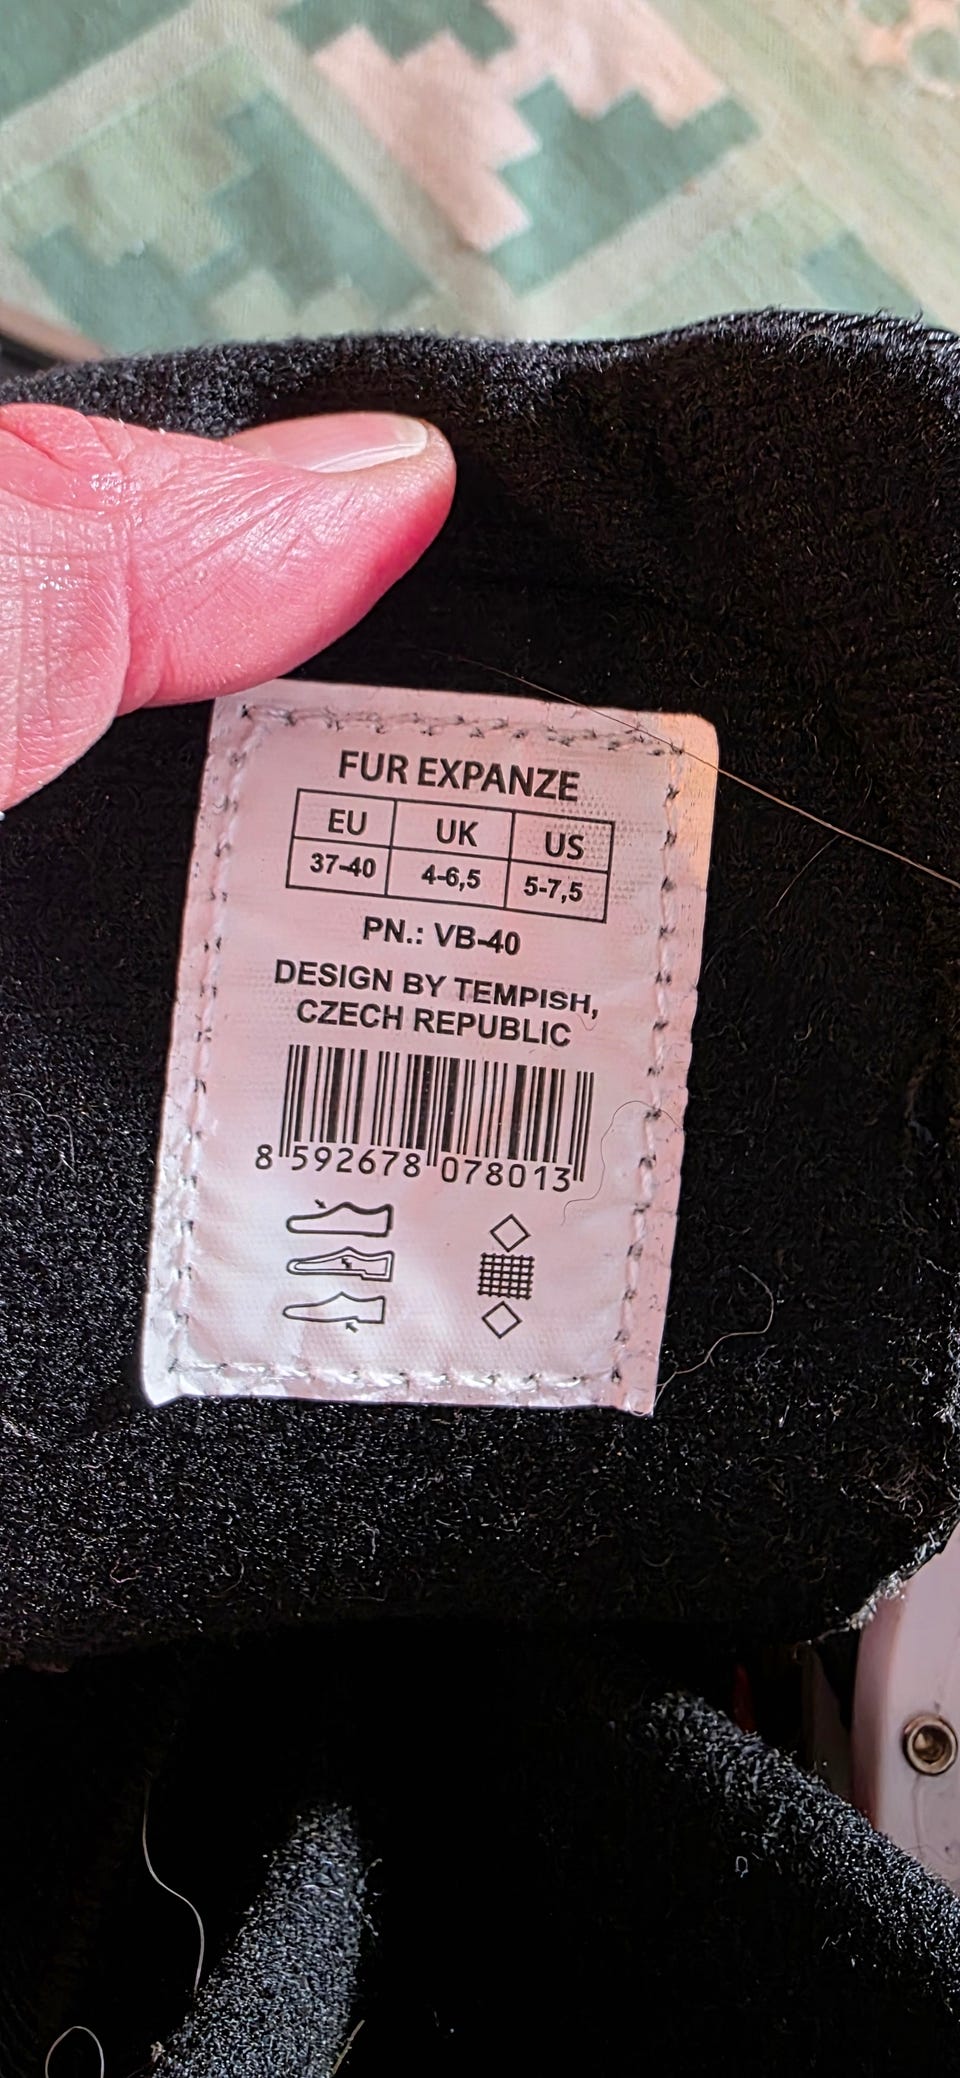 FUR EXPANZE
EU UK US
37-40 4-6,5 5-7,5
PN.: VB-40
DESIGN BY TEMPISH,
CZECH REPUBLIC
8 592678 078013